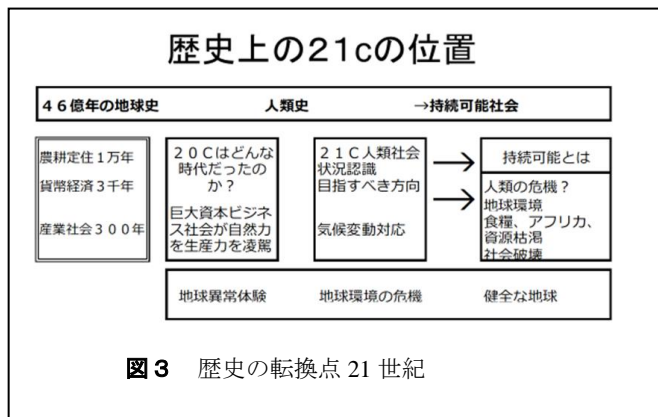 歴史上の21cの位置
46億年の地球史　人類史　→持続可能社会
農耕定住1万年
貨幣経済3千年
産業社会300年
20Cはどんな
時代だったの
か？
巨大資本ビジネ
ス社会が自然力
を生産力を凌駕
21C人類社会
状況認識
目指すべき方向
気候変動対応
持続可能とは
人類の危機？
地球環境
食糧、アフリカ、
資源枯渇
社会破壊
地球異常体験　地球環境の危機　健全な地球
図3　歴史の転換点 21 世紀